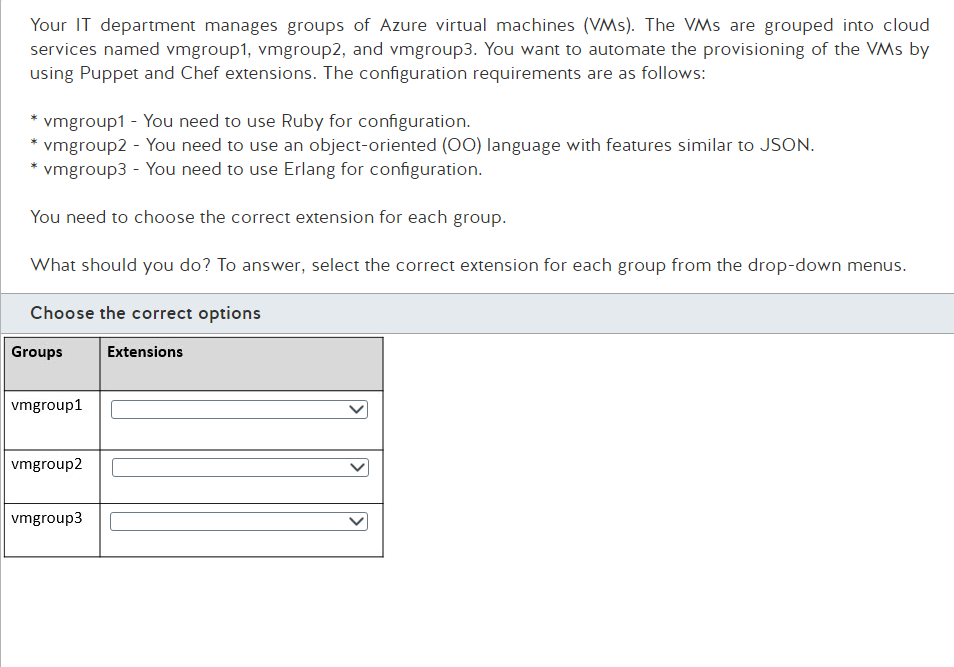 Your IT department manages groups of Azure virtual machines (VMs). The VMs are grouped into cloud
services named vmgroup1, vmgroup2, and vmgroup3. You want to automate the provisioning of the VMs by
using Puppet and Chef extensions. The configuration requirements are as follows:
* vmgroup1 - You need to use Ruby for configuration.
* vmgroup2 - You need to use an object-oriented (OO) language with features similar to JSON.
* vmgroup3 - You need to use Erlang for configuration.
You need to choose the correct extension for each group.
What should you do? To answer, select the correct extension for each group from the drop-down menus.
Choose the correct options
Groups Extensions
vmgroup1
vmgroup2
vmgroup3